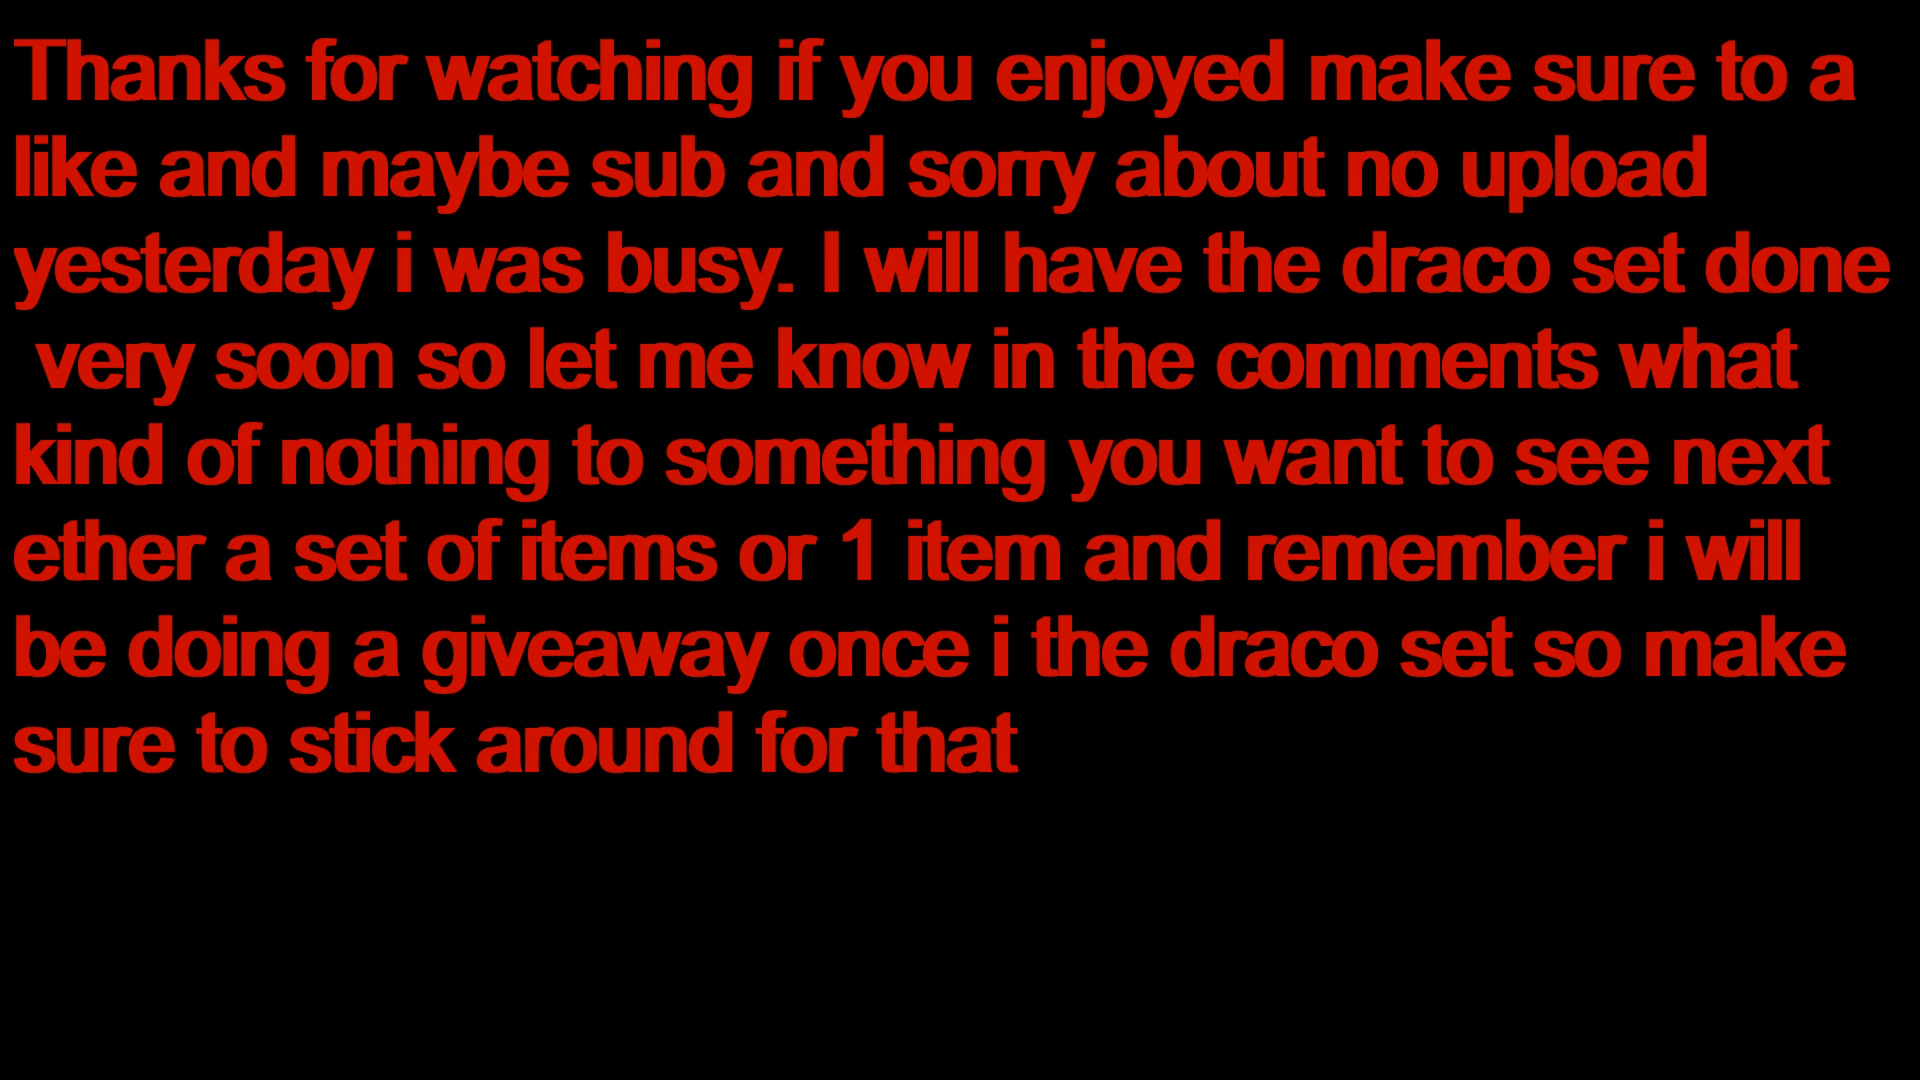 Thanks for watching if you enjoyed make sure to a
like and maybe sub and sorry about no upload
yesterday i was busy. I will have the draco set done
very soon so let me know in the comments what
kind of nothing to something you want to see next
ether a set of items or 1 item and remember i will
be doing a giveaway once i the draco set so make
sure to stick around for that